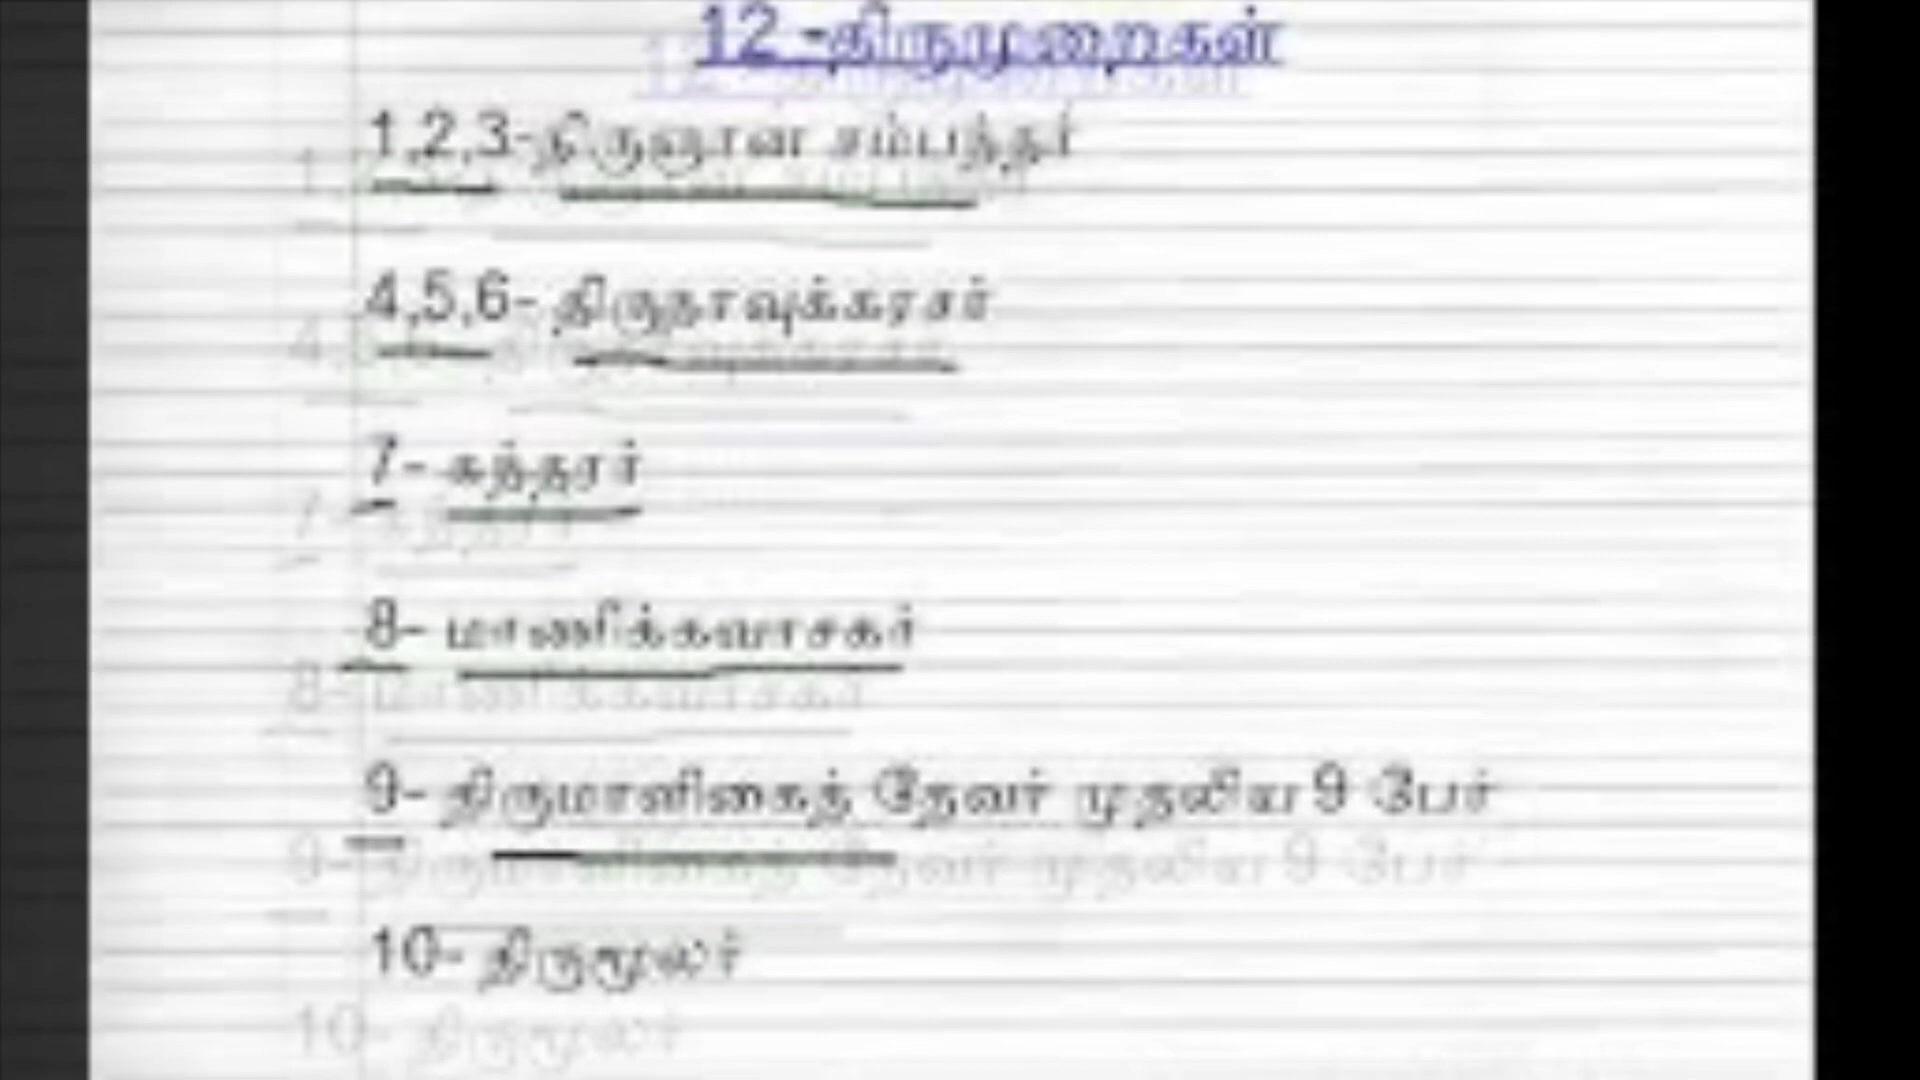 12 -திருமுறைகள்
1,2,3-திருஞான சம்பந்தர்
4,5,6- திருநாவுக்கரசர்
7- சுந்தரர்
8- மாணிக்கவாசகர்
9- திருமாளிகைத் தேவர் முதலிய 9 பேர்
10- திருமூலர்